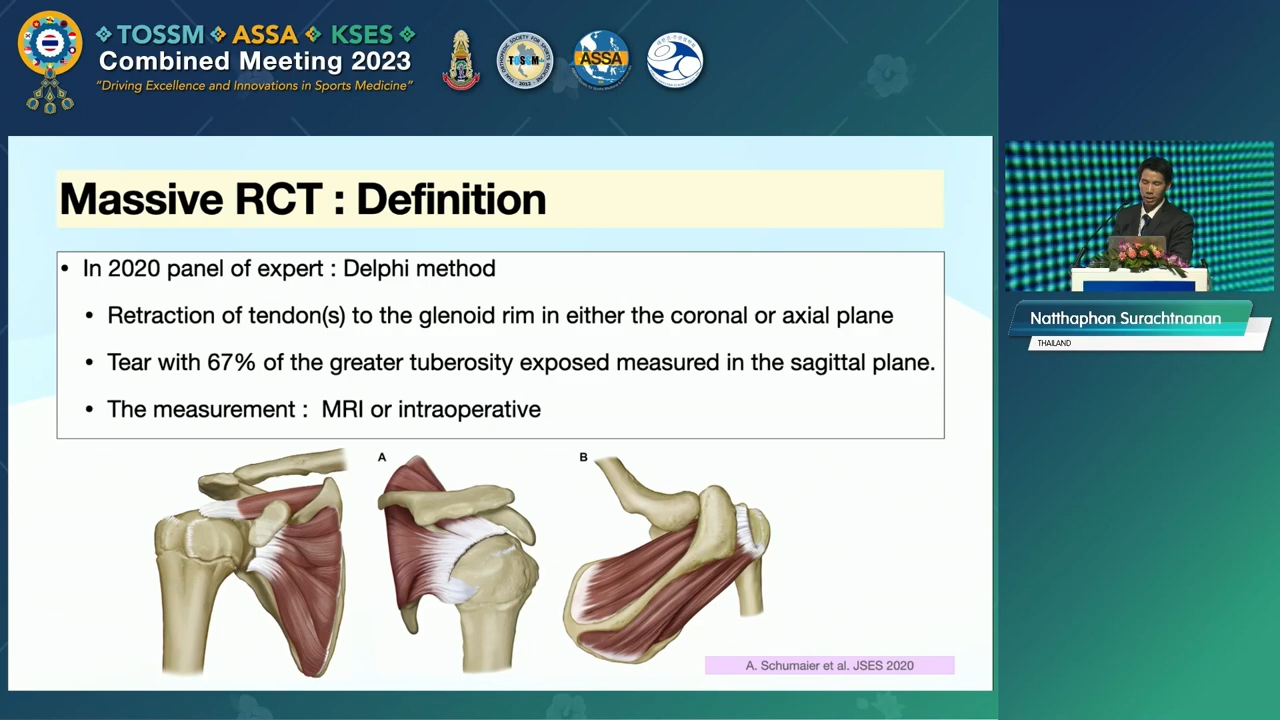 TOSSM ASSA KSES
Combined Meeting 2023
“Driving Excellence and Innovations in Sports Medicine”
TOSSM
ASSA
Massive RCT : Definition
• In 2020 panel of expert : Delphi method
• Retraction of tendon(s) to the glenoid rim in either the coronal or axial plane
• Tear with 67% of the greater tuberosity exposed measured in the sagittal plane.
• The measurement : MRI or intraoperative
A
B
A. Schumaier et al. JSES 2020
Natthaphon Surachtnanan
THAILAND